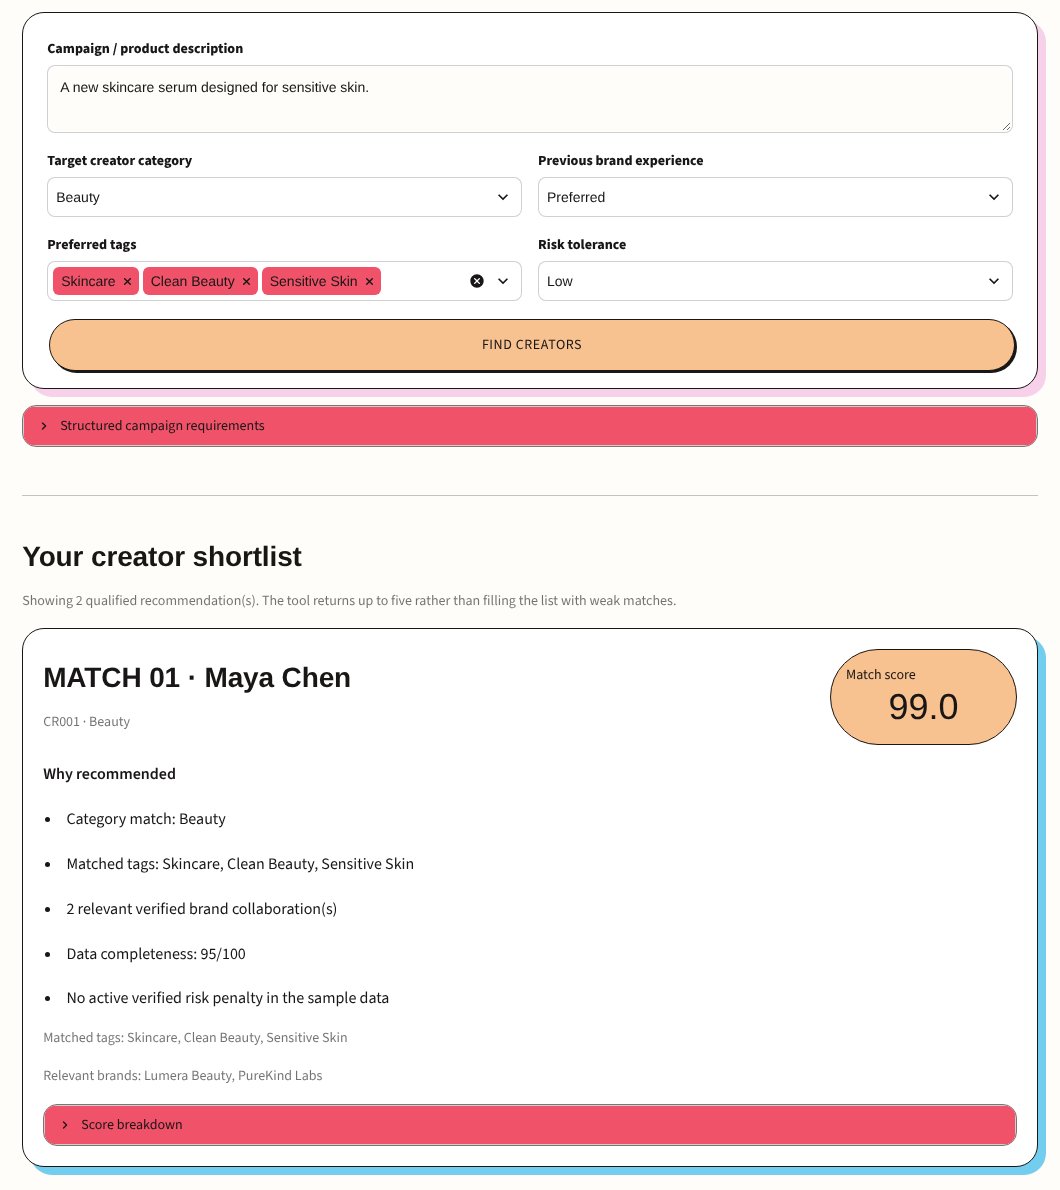 Campaign / product description
A new skincare serum designed for sensitive skin.
Target creator category
Previous brand experience
Beauty
Preferred
Preferred tags
Risk tolerance
Skincare × Clean Beauty × Sensitive Skin ×
Low
FIND CREATORS
Structured campaign requirements
Your creator shortlist
Showing 2 qualified recommendation(s). The tool returns up to five rather than filling the list with weak matches.
MATCH 01 · Maya Chen
Match score
99.0
CR001 · Beauty
Why recommended
• Category match: Beauty
• Matched tags: Skincare, Clean Beauty, Sensitive Skin
• 2 relevant verified brand collaboration(s)
• Data completeness: 95/100
• No active verified risk penalty in the sample data
Matched tags: Skincare, Clean Beauty, Sensitive Skin
Relevant brands: Lumera Beauty, PureKind Labs
Score breakdown